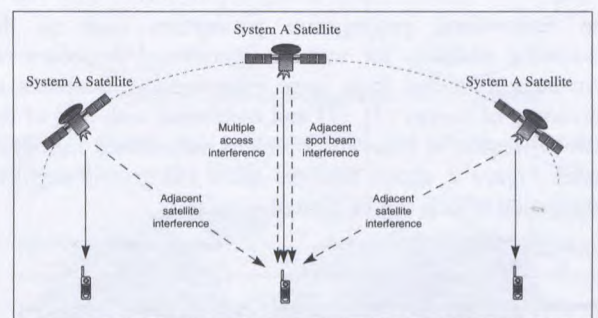 System A Satellite
System A Satellite
System A Satellite
Multiple
access
interference
Adjacent
spot beam
interference
Adjacent
satellite
interference
Adjacent
satellite
interference